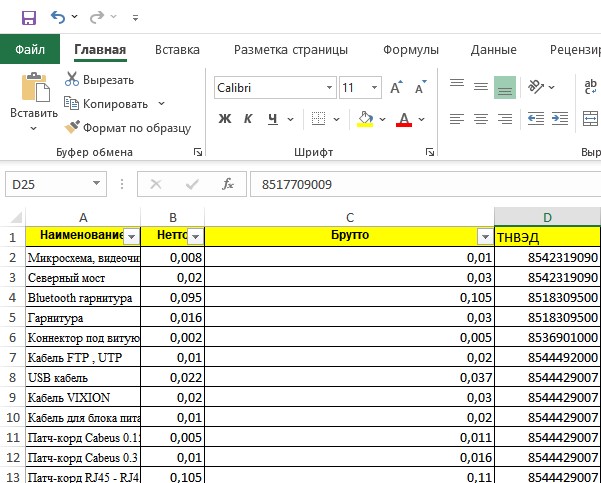 Файл Главная Вставка Разметка страницы Формулы Данные Рецензир
Вставить
Вырезать
Копировать
Формат по образцу
Буфер обмена
Calibri 11 A A
Ж К Ч А
Шрифт
ab
c
Выр
D25 fx 8517709009
A B C D
1 Наименование Нетто Брутто ТНВЭД
2 Микросхема, видеочи 0,008 0,01 8542319090
3 Северный мост 0,02 0,03 8542319090
4 Bluetooth гарнитура 0,095 0,105 8518309500
5 Гарнитура 0,016 0,03 8518309500
6 Коннектор под витую 0,002 0,005 8536901000
7 Кабель FTP , UTP 0,01 0,02 8544492000
8 USB кабель 0,022 0,037 8544429007
9 Кабель VIXION 0,02 0,03 8544429007
10 Кабель для блока пита 0,01 0,02 8544429007
11 Патч-корд Cabeus 0.1 0,005 0,011 8544429007
12 Патч-корд Cabeus 0.3 0,01 0,016 8544429007
13 Патч-корд RJ45 - RJ4 0,105 0,11 8544429007